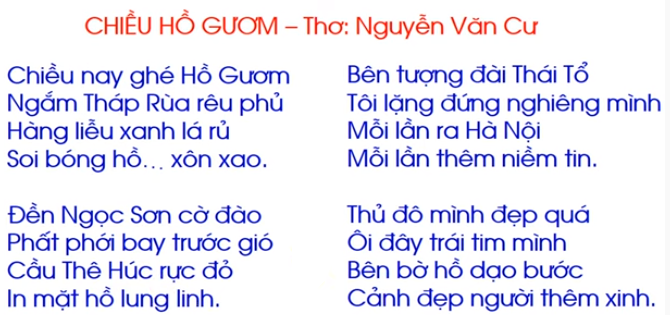 CHIỀU HỒ GƯƠM – Thơ: Nguyễn Văn Cư
Chiều nay ghé Hồ Gươm
Ngắm Tháp Rùa rêu phủ
Hàng liễu xanh lá rủ
Soi bóng hồ... xôn xao.
Đền Ngọc Sơn cờ đào
Phất phới bay trước gió
Cầu Thê Húc rực đỏ
In mặt hồ lung linh.
Bên tượng đài Thái Tổ
Tôi lặng đứng nghiêng mình
Mỗi lần ra Hà Nội
Mỗi lần thêm niềm tin.
Thủ đô mình đẹp quá
Ôi đây trái tim mình
Bên bờ hồ dạo bước
Cảnh đẹp người thêm xinh.